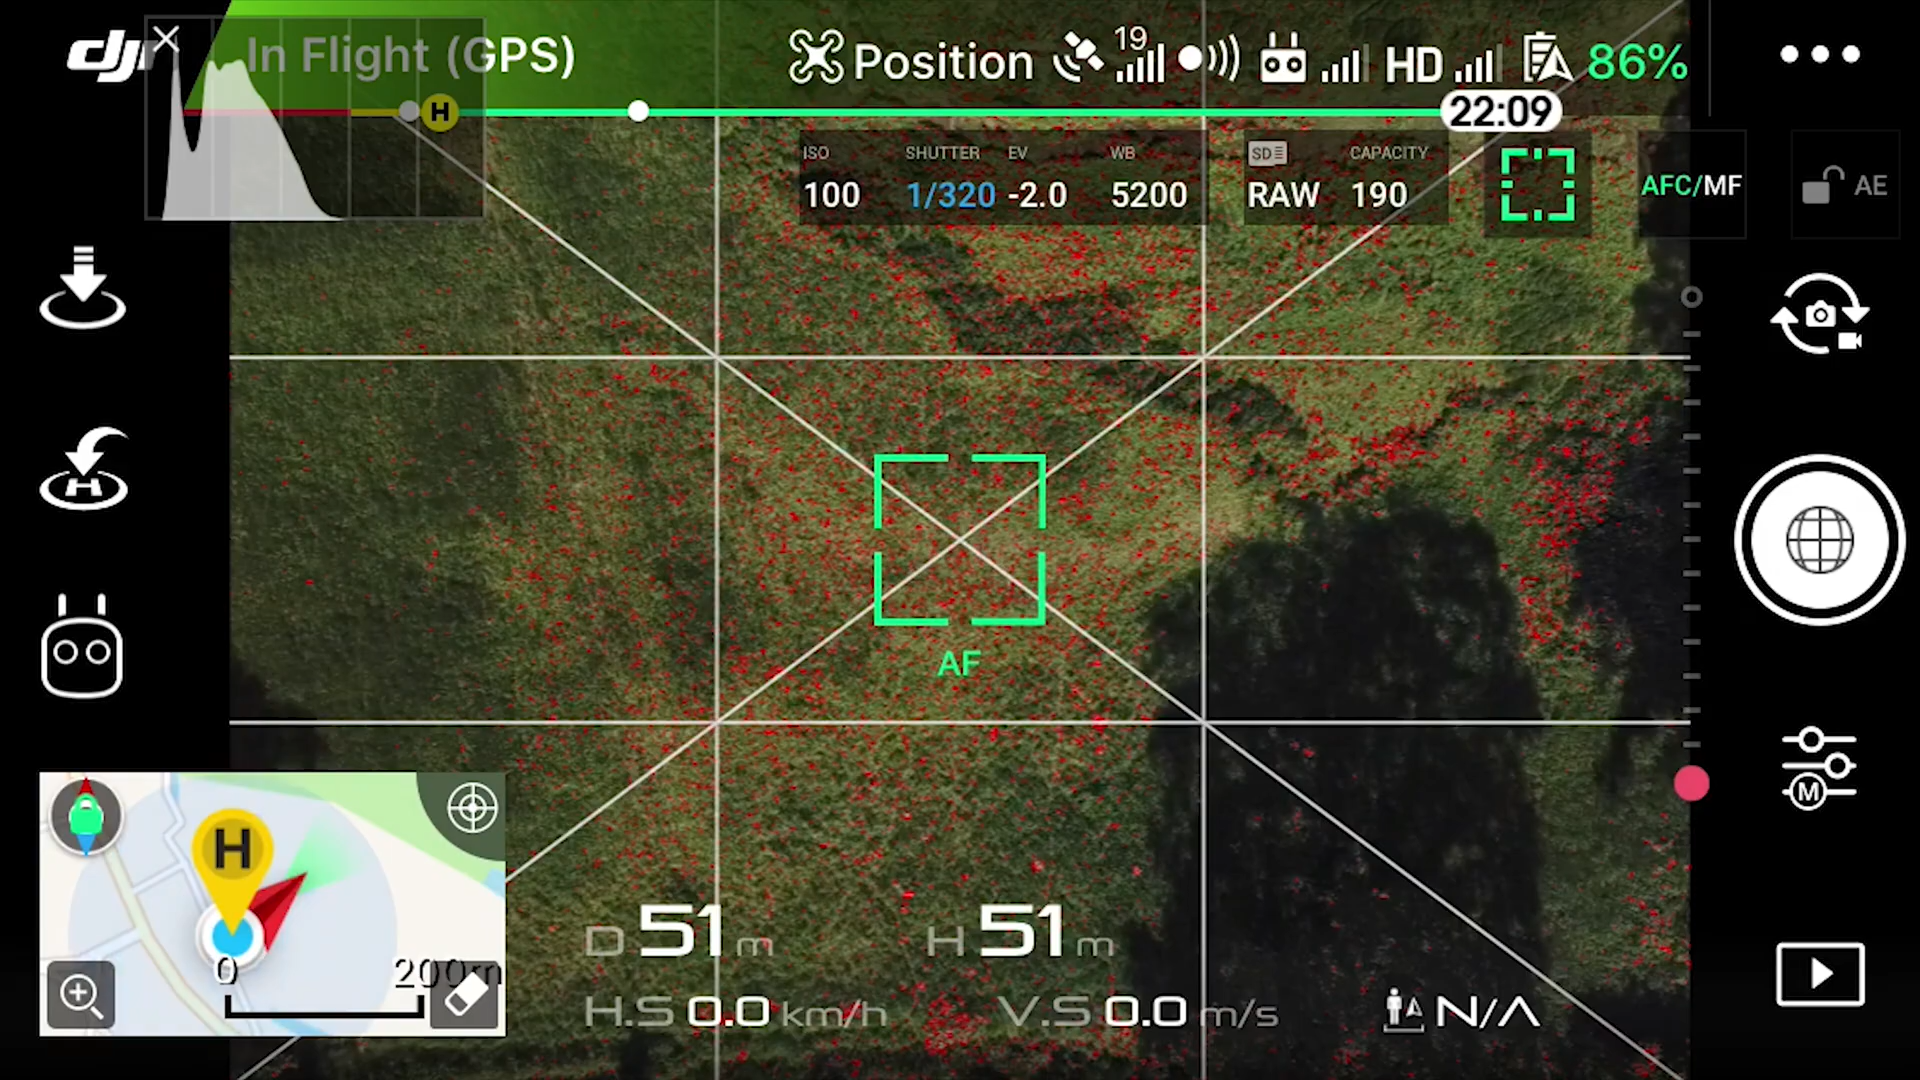 dji In Flight (GPS) Position 19 HD 86%
H 22:09
ISO SHUTTER EV WB SD CAPACITY
100 1/320 -2.0 5200 RAW 190 AFC/MF AE
H
AF
M
H
D 51 m H 51 m
0 200m
H.S 0.0 km/h V.S 0.0 m/s N/A